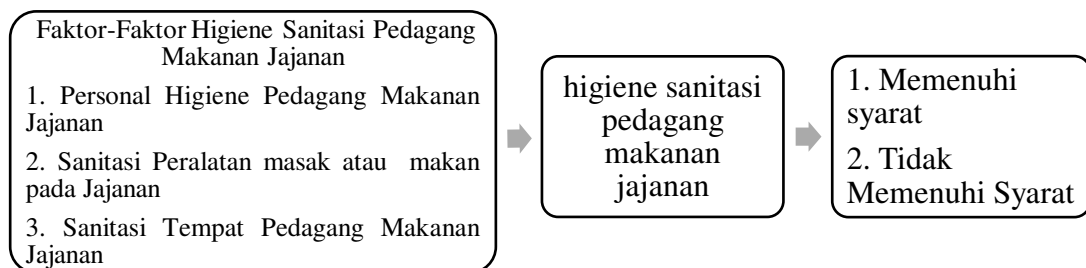 Faktor-Faktor Higiene Sanitasi Pedagang
Makanan Jajanan
1. Personal Higiene Pedagang Makanan
Jajanan
2. Sanitasi Peralatan masak atau makan
pada Jajanan
3. Sanitasi Tempat Pedagang Makanan
Jajanan
higiene sanitasi
pedagang
makanan
jajanan
1. Memenuhi
syarat
2. Tidak
Memenuhi Syarat